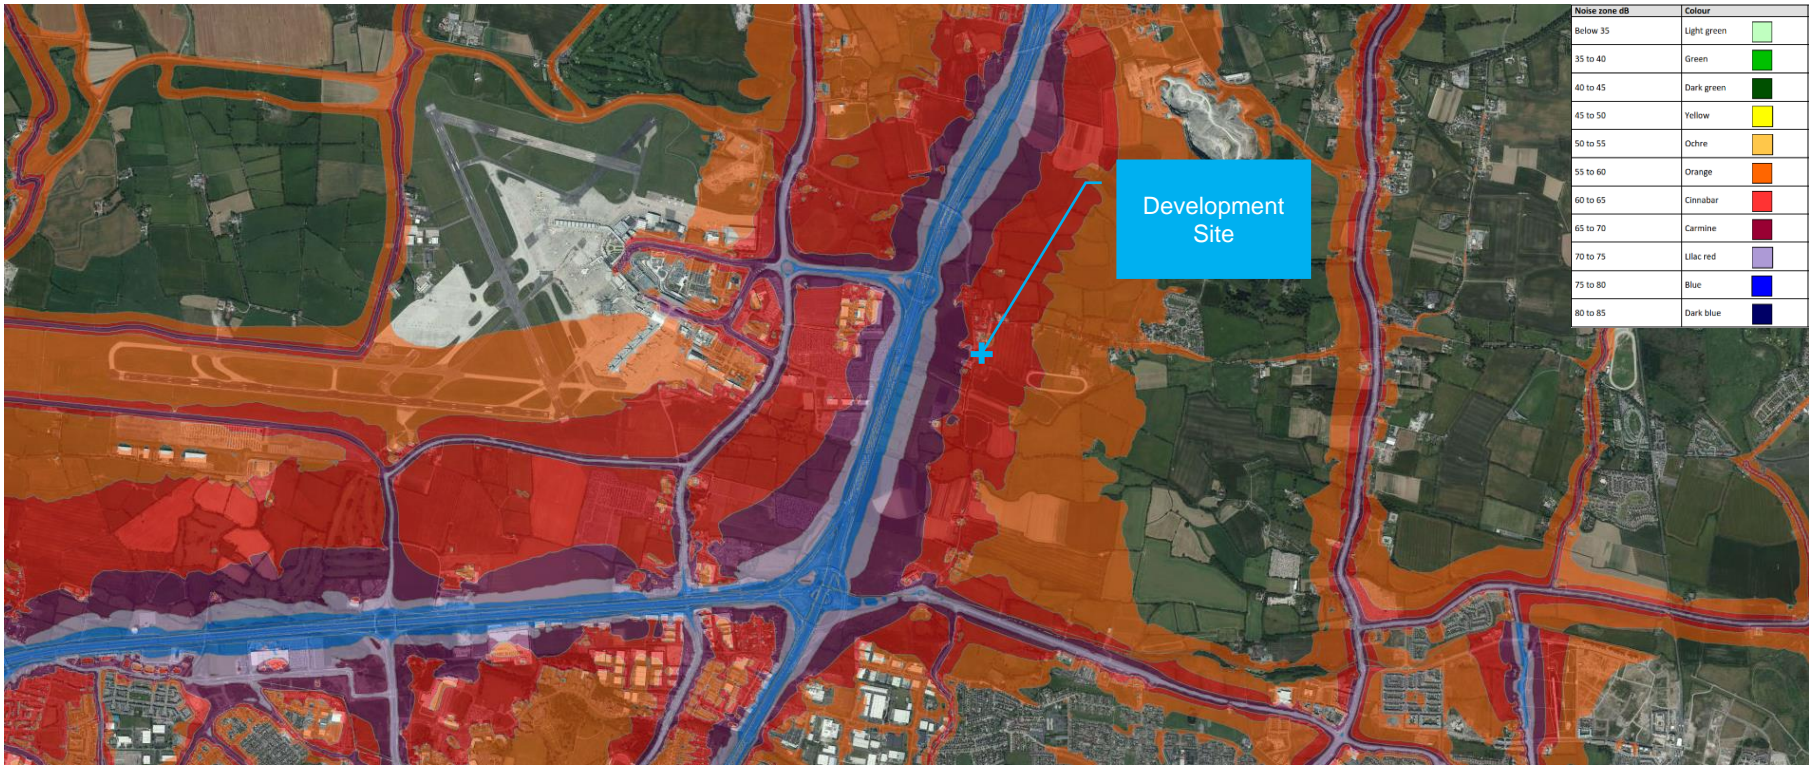 Noise zone dB Colour
Below 35 Light green
35 to 40 Green
40 to 45 Dark green
45 to 50 Yellow
50 to 55 Ochre
55 to 60 Orange
60 to 65 Cinnabar
65 to 70 Carmine
70 to 75 Lilac red
75 to 80 Blue
80 to 85 Dark blue
Development
Site